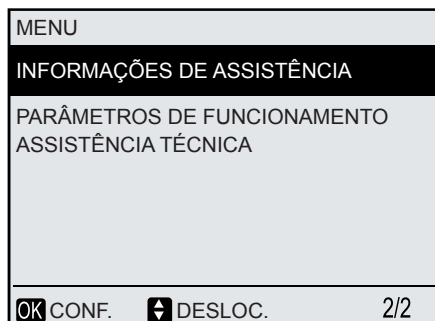 MENU
INFORMAÇÕES DE ASSISTÊNCIA
PARÂMETROS DE FUNCIONAMENTO
ASSISTÊNCIA TÉCNICA
OK CONF. DESLOC. 2/2